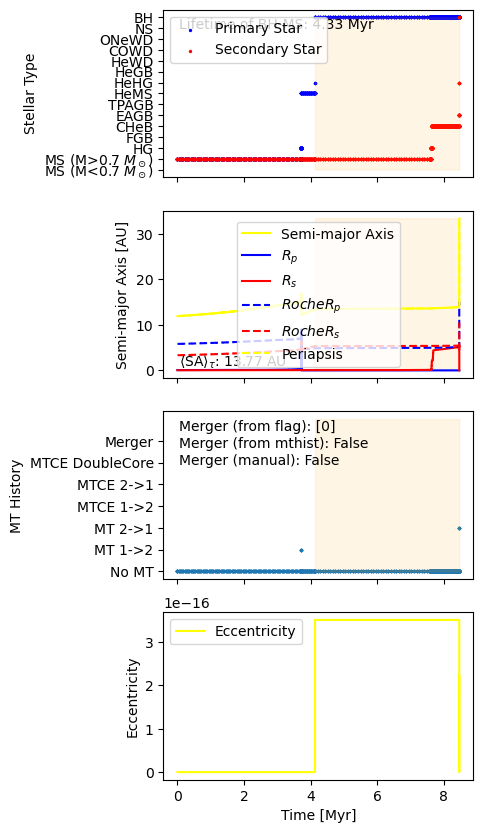 Stellar Type
BH
NS
ONeWD
COWD
HeWD
HeGB
HeHG
HeMS
TPAGB
EAGB
CHeB
FGB
HG
MS (M>0.7 M⊙)
MS (M<0.7 M⊙)
Lifetime of BH-MS: 4.33 Myr
Primary Star
Secondary Star
Semi-major Axis [AU]
30
20
10
0
Semi-major Axis
Rp
Rs
RocheRp
RocheRs
Periapsis
⟨SA⟩τ: 13.77 AU
MT History
Merger
MTCE DoubleCore
MTCE 2->1
MTCE 1->2
MT 2->1
MT 1->2
No MT
Merger (from flag): [0]
Merger (from mthist): False
Merger (manual): False
1e−16
Eccentricity
3
2
1
0
Eccentricity
0 2 4 6 8
Time [Myr]